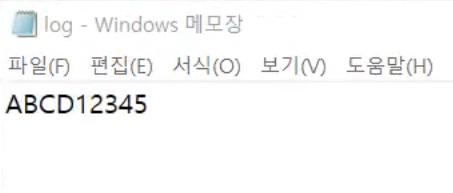 log - Windows 메모장
파일(F) 편집(E) 서식(O) 보기(V) 도움말(H)
ABCD12345